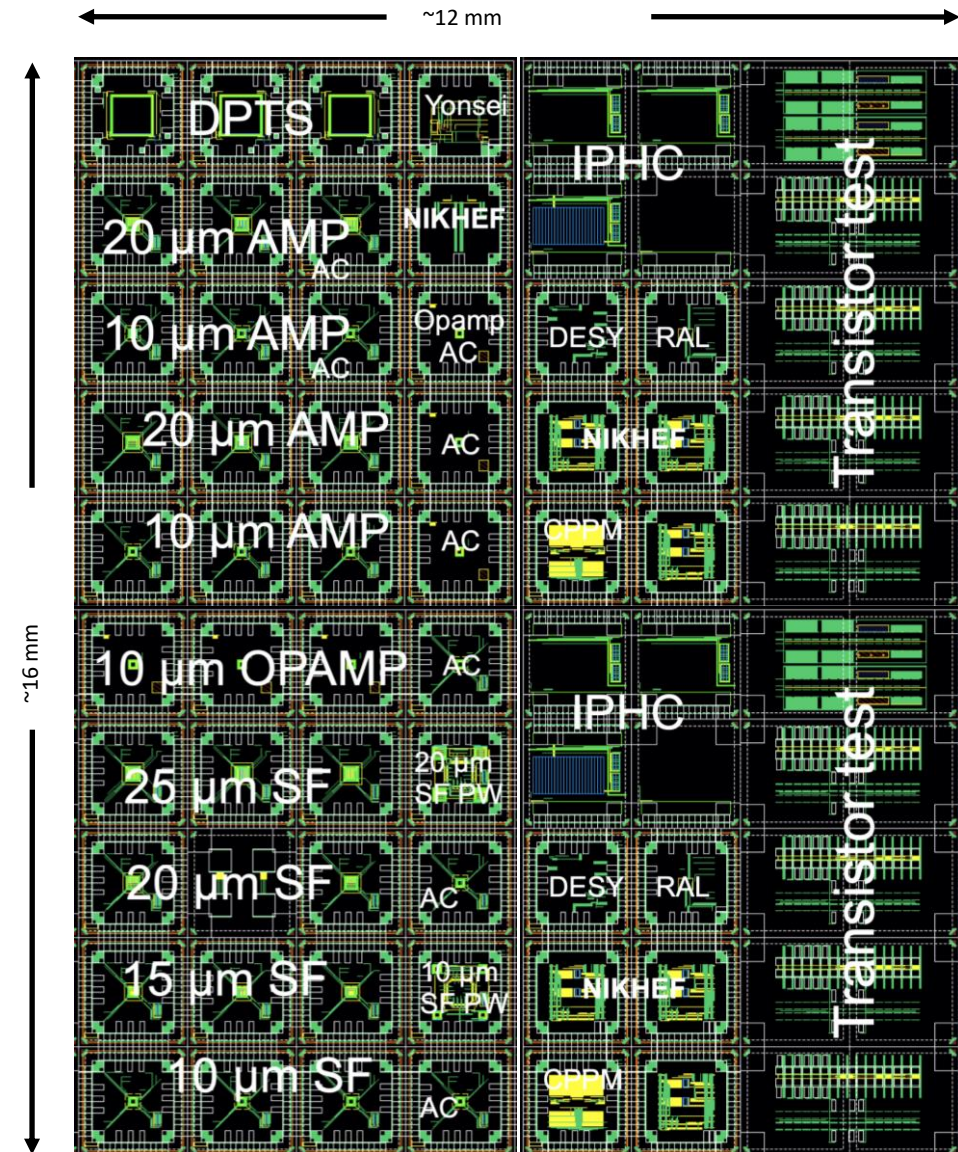 ~12 mm
~16 mm
DPTS
Yonsei
IPHC
Transistor test
20 µm AMP
AC
NIKHEF
10 µm AMP
AC
Opamp
AC
DESY
RAL
20 µm AMP
AC
NIKHEF
10 µm AMP
AC
CPPM
10 µm OPAMP
AC
IPHC
Transistor test
25 µm SF
20 µm
SF PW
20 µm SF
AC
DESY
RAL
15 µm SF
10 µm
SF PW
NIKHEF
10 µm SF
AC
CPPM